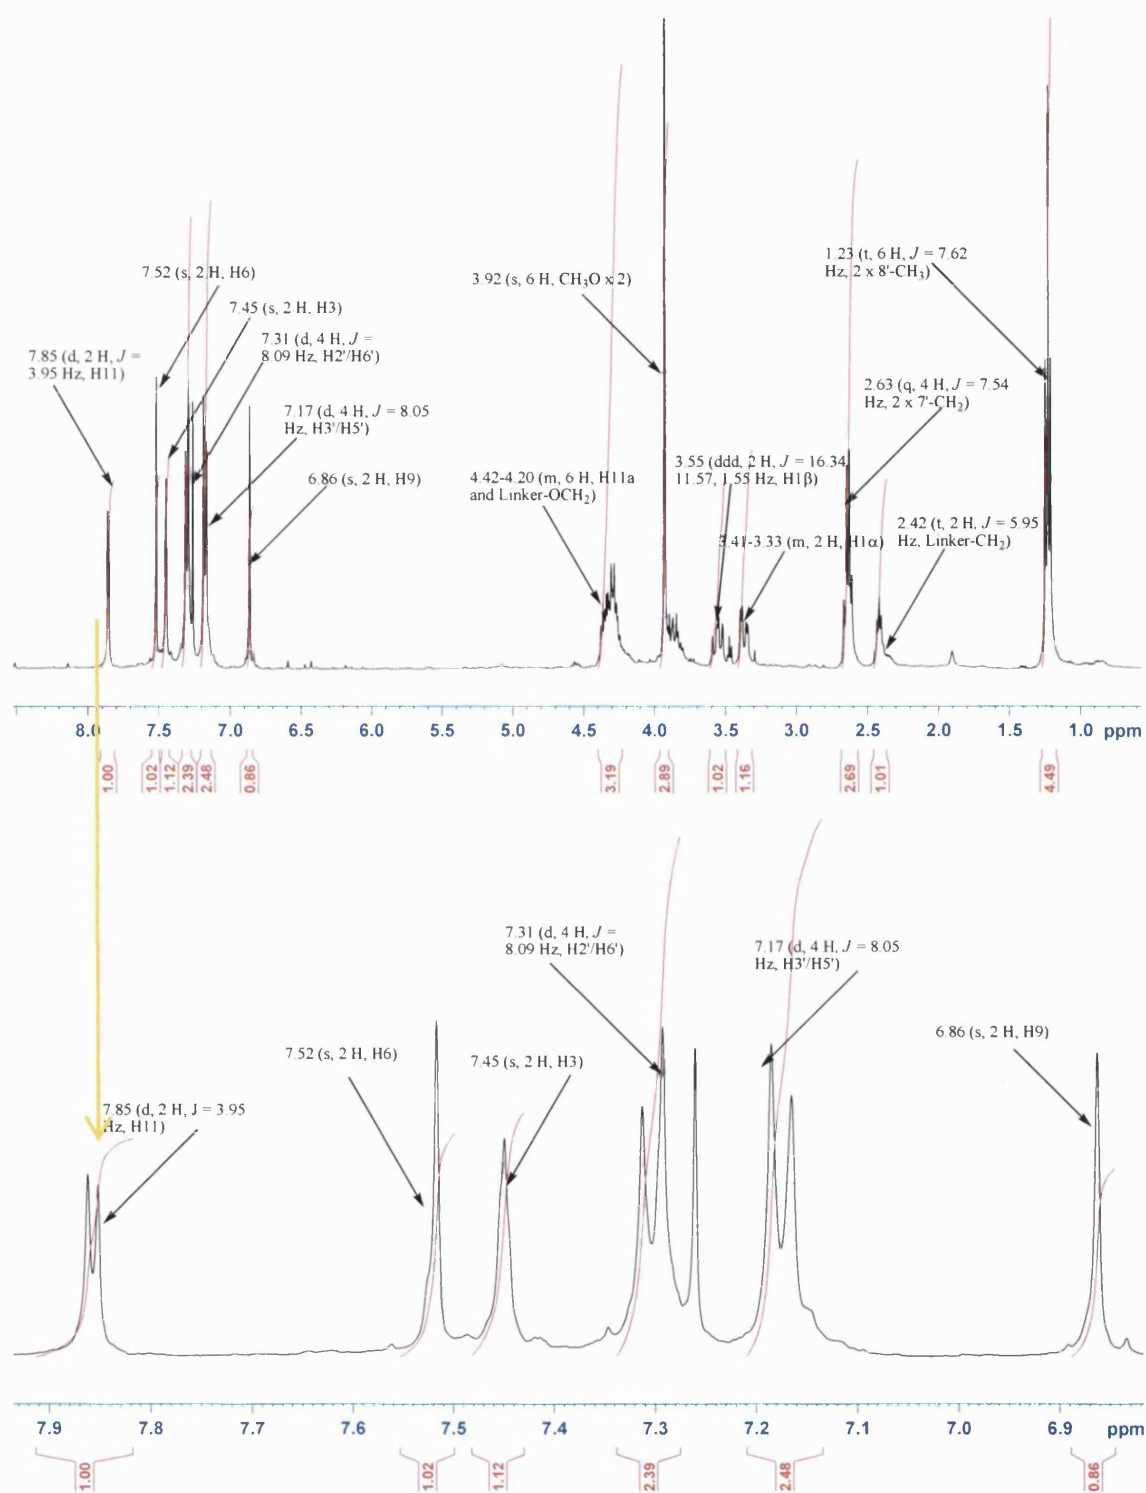 7.52 (s, 2 H, H6)
1.23 (t, 6 H, J = 7.62
Hz, 2 x 8'-CH3)
3.92 (s, 6 H, CH3O x 2)
7.45 (s, 2 H, H3)
7.31 (d, 4 H, J =
8.09 Hz, H2'/H6')
7.85 (d, 2 H, J =
3.95 Hz, H11)
2.63 (q, 4 H, J = 7.54
Hz, 2 x 7'-CH2)
7.17 (d, 4 H, J = 8.05
Hz, H3'/H5')
6.86 (s, 2 H, H9)
4.42-4.20 (m, 6 H, H11a
and Linker-OCH2)
3.55 (ddd, 2 H, J = 16.34,
11.57, 1.55 Hz, H1β)
2.42 (t, 2 H, J = 5.95
Hz, Linker-CH2)
3.41-3.33 (m, 2 H, H1α)
8.0 7.5 7.0 6.5 6.0 5.5 5.0 4.5 4.0 3.5 3.0 2.5 2.0 1.5 1.0 ppm
1.00 1.02 1.12 2.39 2.48 0.86 3.19 2.89 1.02 1.16 2.69 1.01 4.49
7.31 (d, 4 H, J =
8.09 Hz, H2'/H6')
7.17 (d, 4 H, J = 8.05
Hz, H3'/H5')
6.86 (s, 2 H, H9)
7.52 (s, 2 H, H6)
7.45 (s, 2 H, H3)
7.85 (d, 2 H, J = 3.95
Hz, H11)
7.9 7.8 7.7 7.6 7.5 7.4 7.3 7.2 7.1 7.0 6.9 ppm
1.00 1.02 1.12 2.39 2.48 0.86